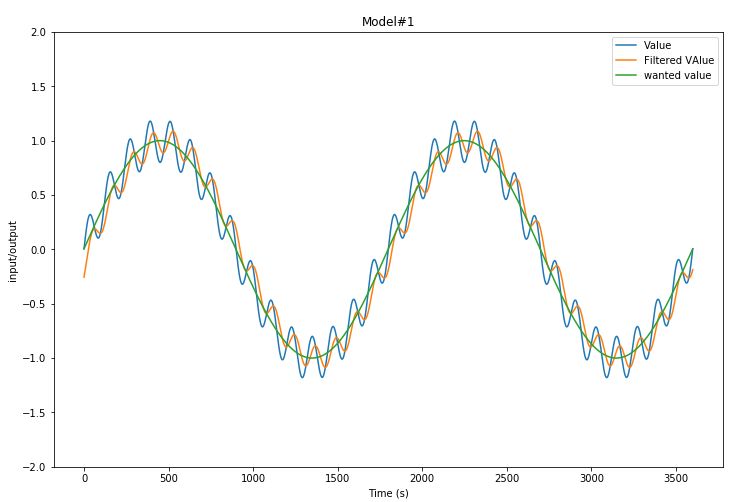 Model#1
Value
Filtered VAlue
wanted value
input/output
2.0
1.5
1.0
0.5
0.0
−0.5
−1.0
−1.5
−2.0
0 500 1000 1500 2000 2500 3000 3500
Time (s)